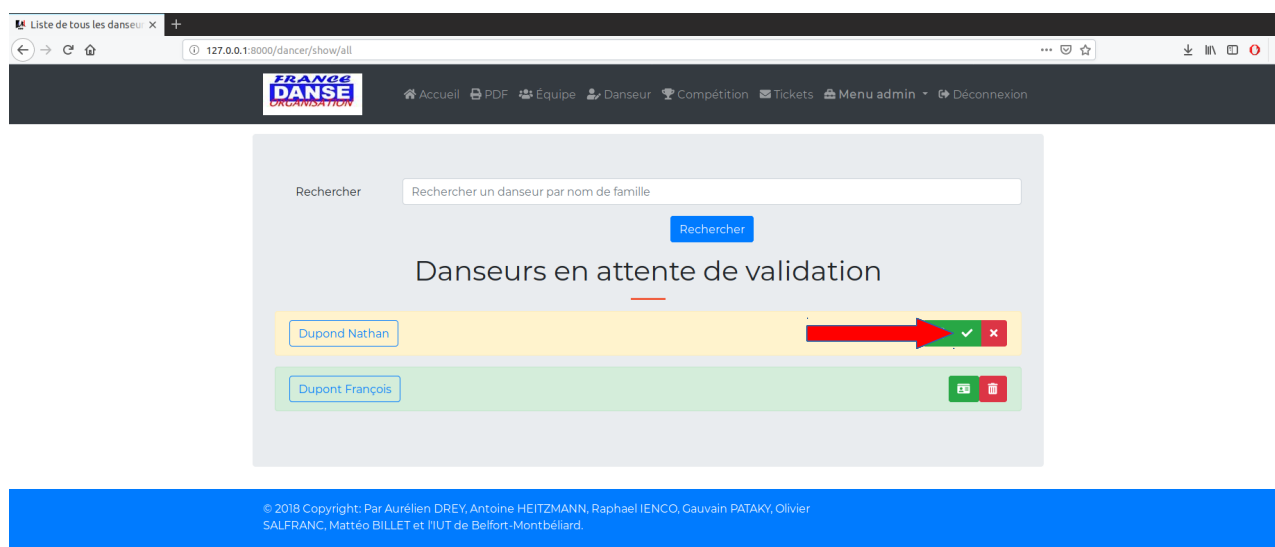 Liste de tous les danseur
127.0.0.1:8000/dancer/show/all
FRANCE
DANSE
ORGANISATION
Accueil PDF Équipe Danseur Compétition Tickets Menu admin Déconnexion
Rechercher Rechercher un danseur par nom de famille
Rechercher
Danseurs en attente de validation
Dupond Nathan
Dupont François
© 2018 Copyright: Par Aurélien DREY, Antoine HEITZMANN, Raphael IENCO, Gauvain PATAKY, Olivier
SALFRANC, Mattéo BILLET et l'IUT de Belfort-Montbéliard.